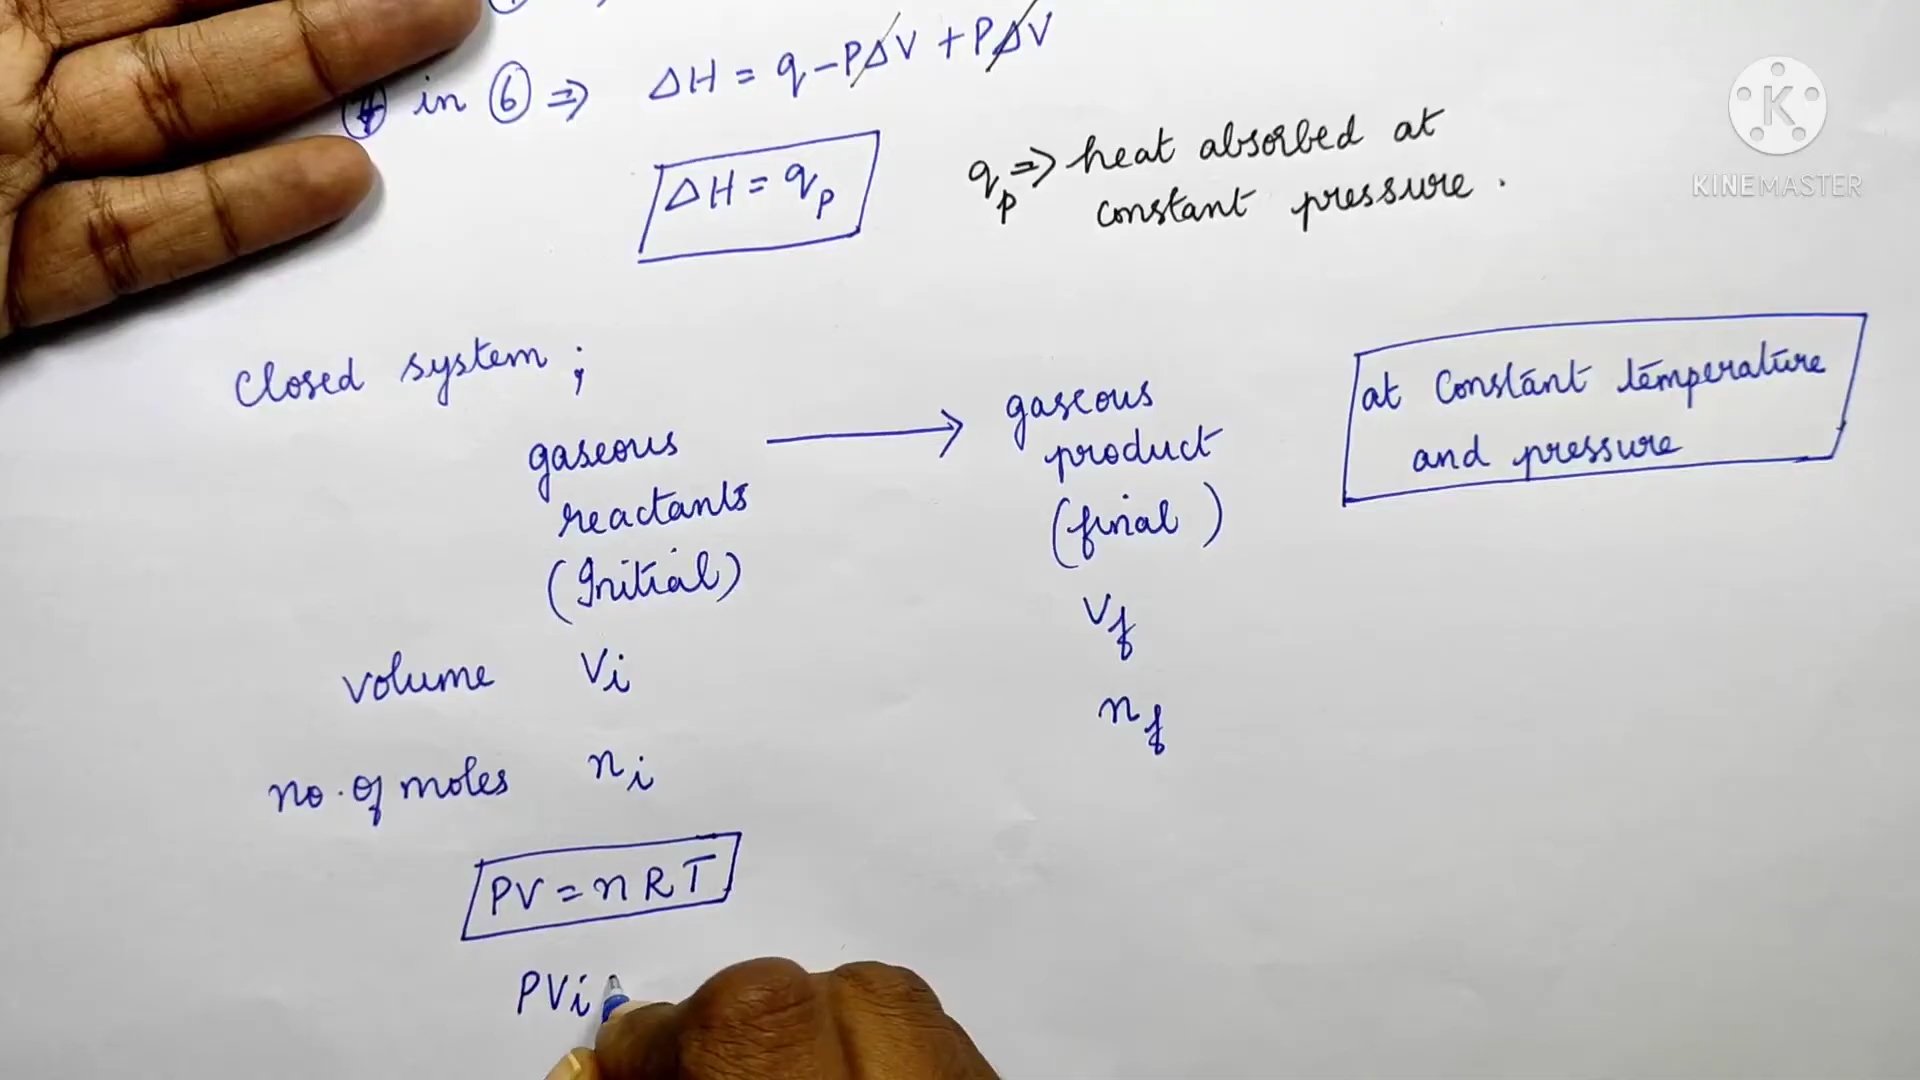 ④ in ⑥ ⇒ ΔH = q - PΔV + PΔV
ΔH = qp
qp ⇒ heat absorbed at
constant pressure.
KINEMASTER
Closed system ;
at Constant temperature
and pressure
gaseous
reactants
(Initial)
⟶
gaseous
product
(final)
volume Vi Vf
no. of moles ni nf
PV = nRT
PVi